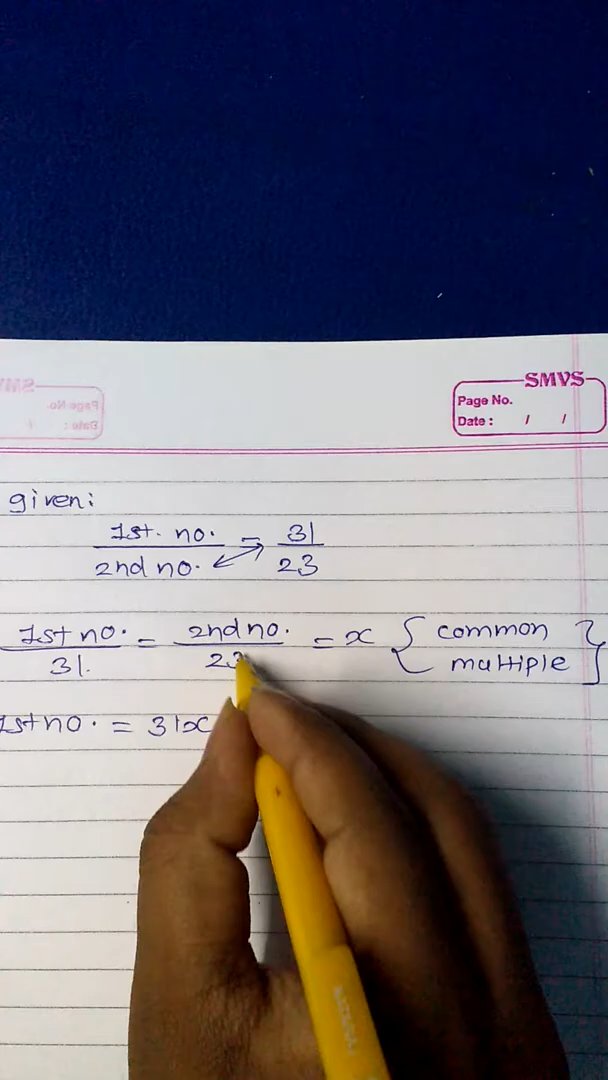 SMVS
Page No.
Date : / /
given:
1st. no. = 31
2nd no. 23
1st no. = 2nd no. = x { common
31. 23 multiple }
1st no. = 31x